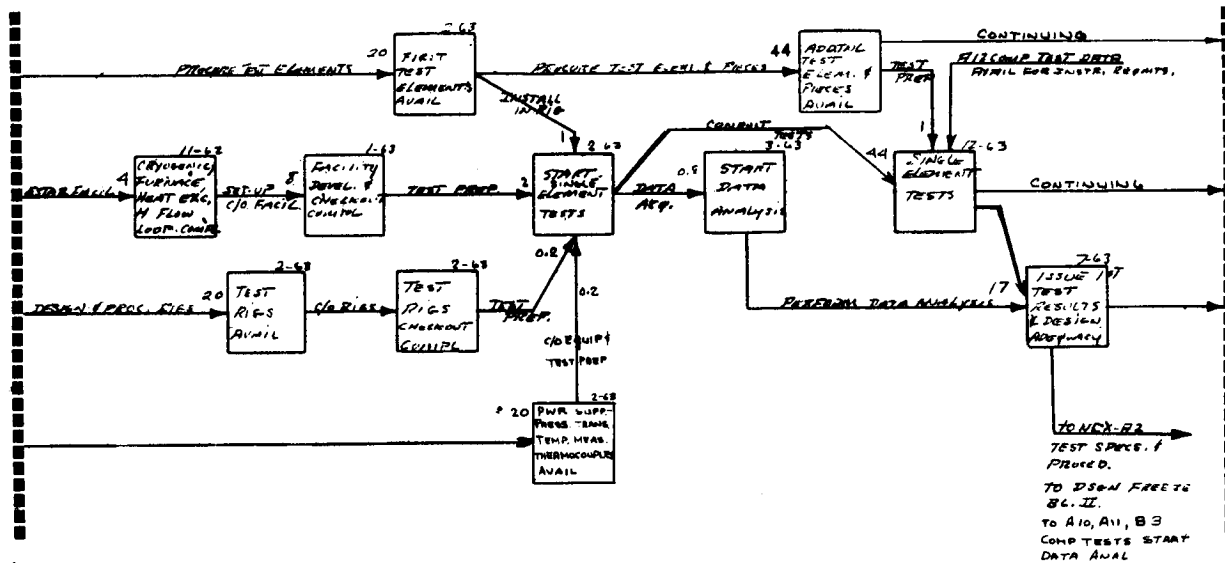 2-63
20
FIRST
TEST
ELEMENTS
AVAIL
PROCURE TEST ELEMENTS
PROCURE TEST ELEM. & PIECES
44
ADDTNL
TEST
ELEM. &
PIECES
AVAIL
CONTINUING
TEST
PREP
A12 COMP TEST DATA
AVAIL FOR INSTR. REQMTS.
INSTALL
IN RIG
1
1
11-62
4
CRYOGENIC,
FURNACE,
HEAT EXC,
H FLOW
LOOP. COMPL
ESTAB FACIL
SET-UP
C/O FACIL.
8
1-63
FACILITY
DEVEL. &
CHECKOUT
COMPL
TEST PREP
2
2-63
START
SINGLE
ELEMENT
TESTS
CONDUCT TESTS
DATA
ACQ.
0.5
3-63
START
DATA
ANALYSIS
44
12-63
SINGLE
ELEMENT
TESTS
CONTINUING
DESIGN & PROC. RIGS
20
2-63
TEST
RIGS
AVAIL
C/O RIGS
2-63
TEST
RIGS
CHECKOUT
COMPL
TEST
PREP.
0.2
0.2
C/O EQUIP &
TEST PREP
PERFORM DATA ANALYSIS
17
7-63
ISSUE 1ST
TEST
RESULTS
& DESIGN
ADEQUACY
20
2-63
PWR SUPP-
PRESS. TRANS.
TEMP. MEAS.
THERMOCOUPLES
AVAIL
TO NRX-A2
TEST SPECS. &
PROCED.
TO DSGN FREEZE
BL. II.
TO A10, A11, B3
COMP TESTS START
DATA ANAL